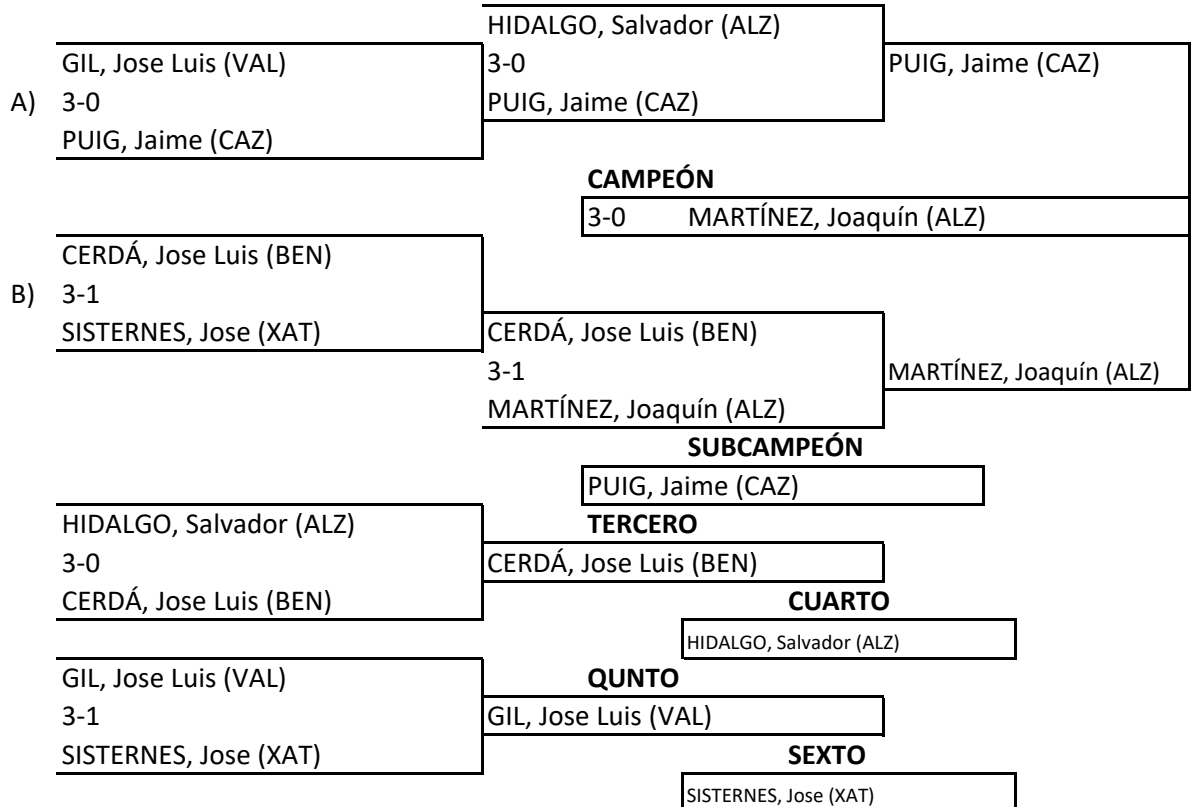 HIDALGO, Salvador (ALZ)
GIL, Jose Luis (VAL) 3-0 PUIG, Jaime (CAZ)
A) 3-0 PUIG, Jaime (CAZ)
PUIG, Jaime (CAZ)
CAMPEÓN
3-0 MARTÍNEZ, Joaquín (ALZ)
CERDÁ, Jose Luis (BEN)
B) 3-1
SISTERNES, Jose (XAT) CERDÁ, Jose Luis (BEN)
3-1 MARTÍNEZ, Joaquín (ALZ)
MARTÍNEZ, Joaquín (ALZ)
SUBCAMPEÓN
PUIG, Jaime (CAZ)
HIDALGO, Salvador (ALZ) TERCERO
3-0 CERDÁ, Jose Luis (BEN)
CERDÁ, Jose Luis (BEN) CUARTO
HIDALGO, Salvador (ALZ)
GIL, Jose Luis (VAL) QUNTO
3-1 GIL, Jose Luis (VAL)
SISTERNES, Jose (XAT) SEXTO
SISTERNES, Jose (XAT)